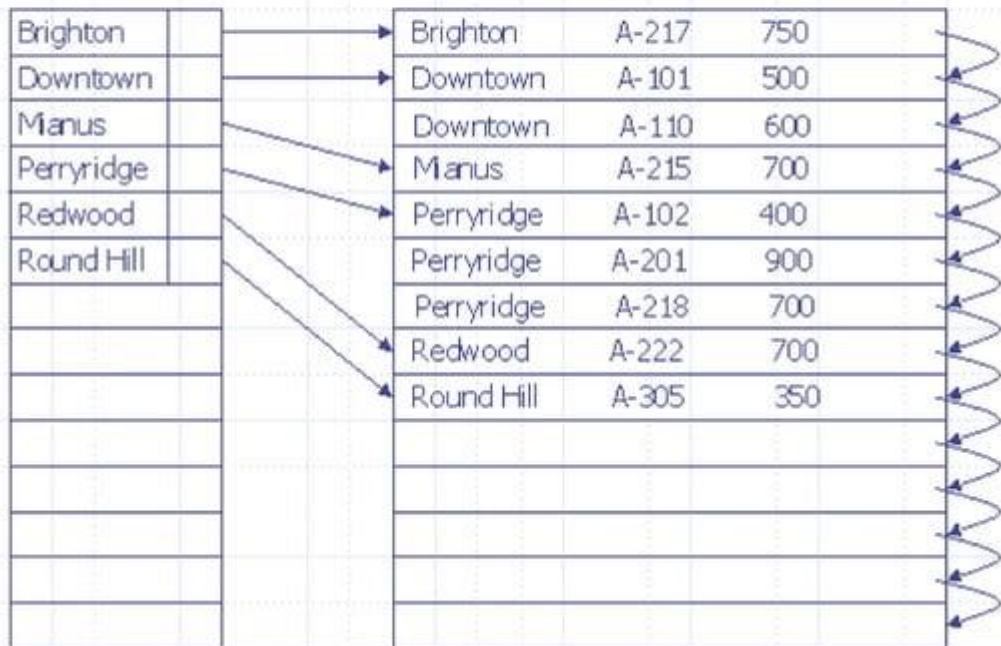 Brighton Brighton A-217 750
Downtown Downtown A-101 500
Mianus Downtown A-110 600
Perryridge Mianus A-215 700
Redwood Perryridge A-102 400
Round Hill Perryridge A-201 900
Perryridge A-218 700
Redwood A-222 700
Round Hill A-305 350